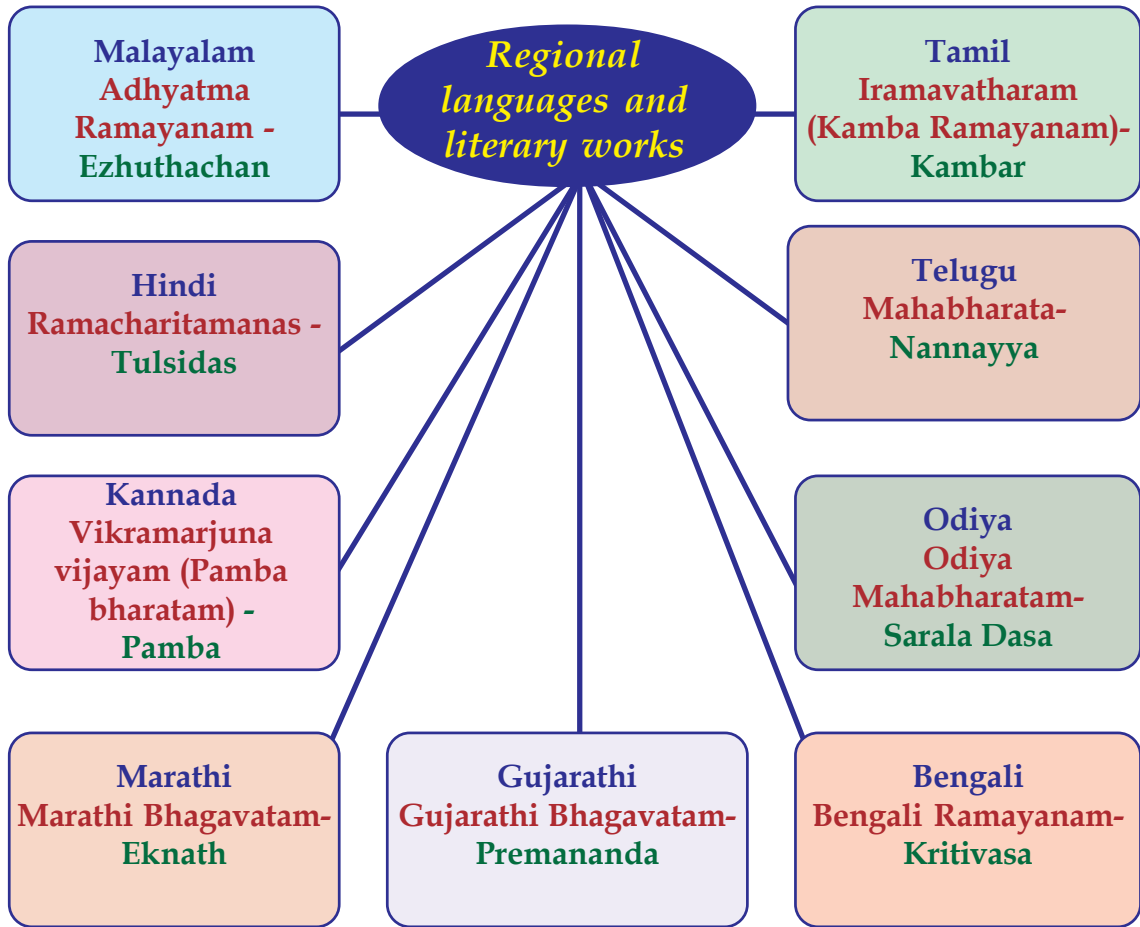 Regional
languages and
literary works
Malayalam
Adhyatma
Ramayanam -
Ezhuthachan
Tamil
Iramavatharam
(Kamba Ramayanam)-
Kambar
Hindi
Ramacharitamanas -
Tulsidas
Telugu
Mahabharata-
Nannayya
Kannada
Vikramarjuna
vijayam (Pamba
bharatam) -
Pamba
Odiya
Odiya
Mahabharatam-
Sarala Dasa
Marathi
Marathi Bhagavatam-
Eknath
Gujarathi
Gujarathi Bhagavatam-
Premananda
Bengali
Bengali Ramayanam-
Kritivasa